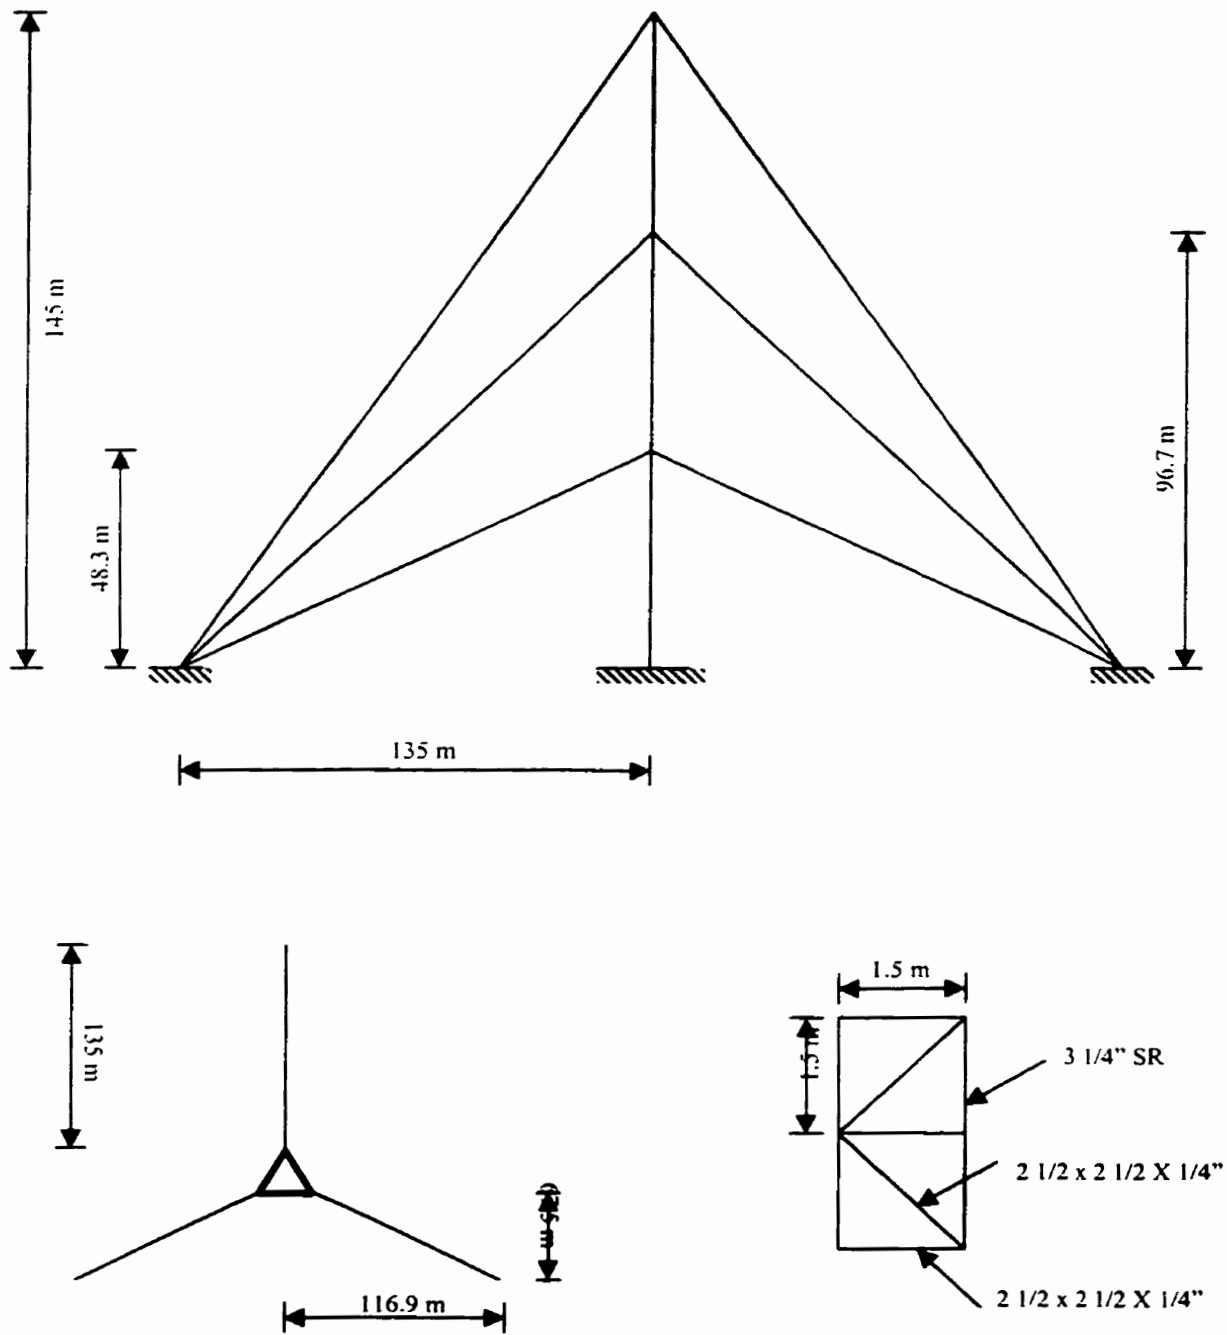 145 m
96.7 m
48.3 m
135 m
1.5 m
135 m
1.5 m
3 1/4” SR
2 1/2 x 2 1/2 X 1/4”
116.9 m
2 1/2 x 2 1/2 X 1/4”